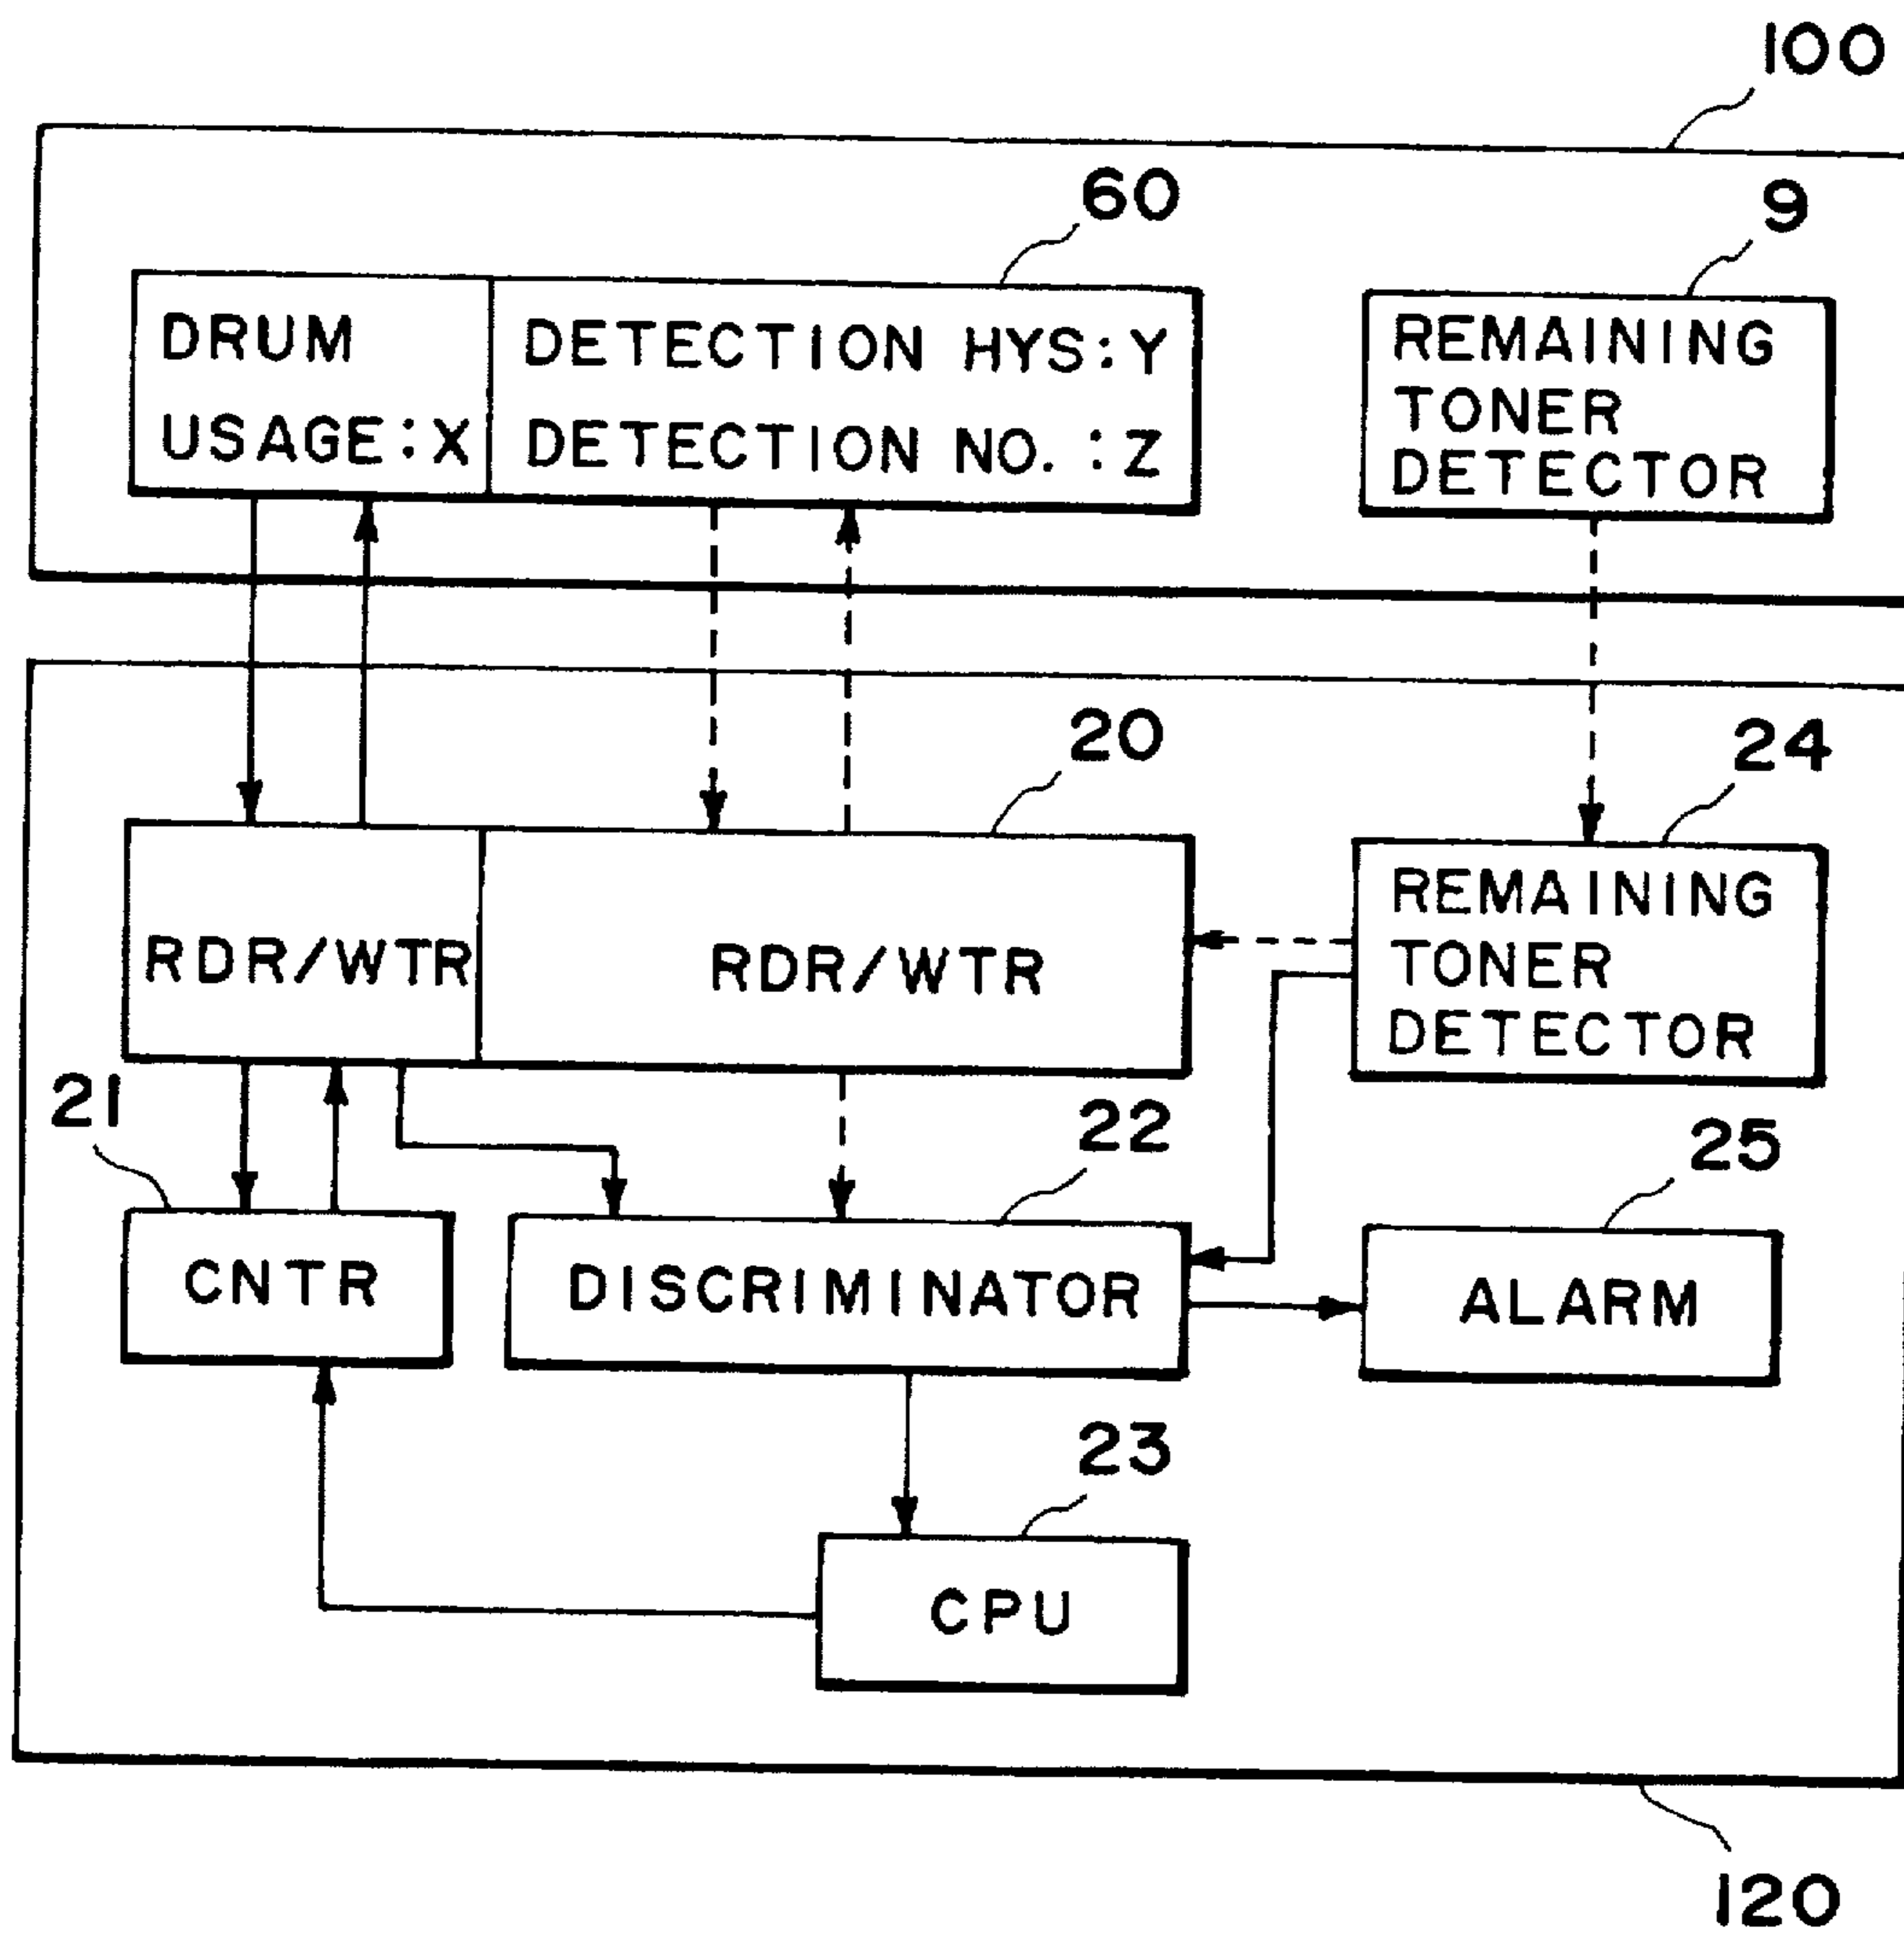 100
60
9
DRUM
USAGE:X
DETECTION HYS:Y
DETECTION NO. :Z
REMAINING
TONER
DETECTOR
20
24
RDR/WTR
RDR/WTR
REMAINING
TONER
DETECTOR
21
22
25
CNTR
DISCRIMINATOR
ALARM
23
CPU
120